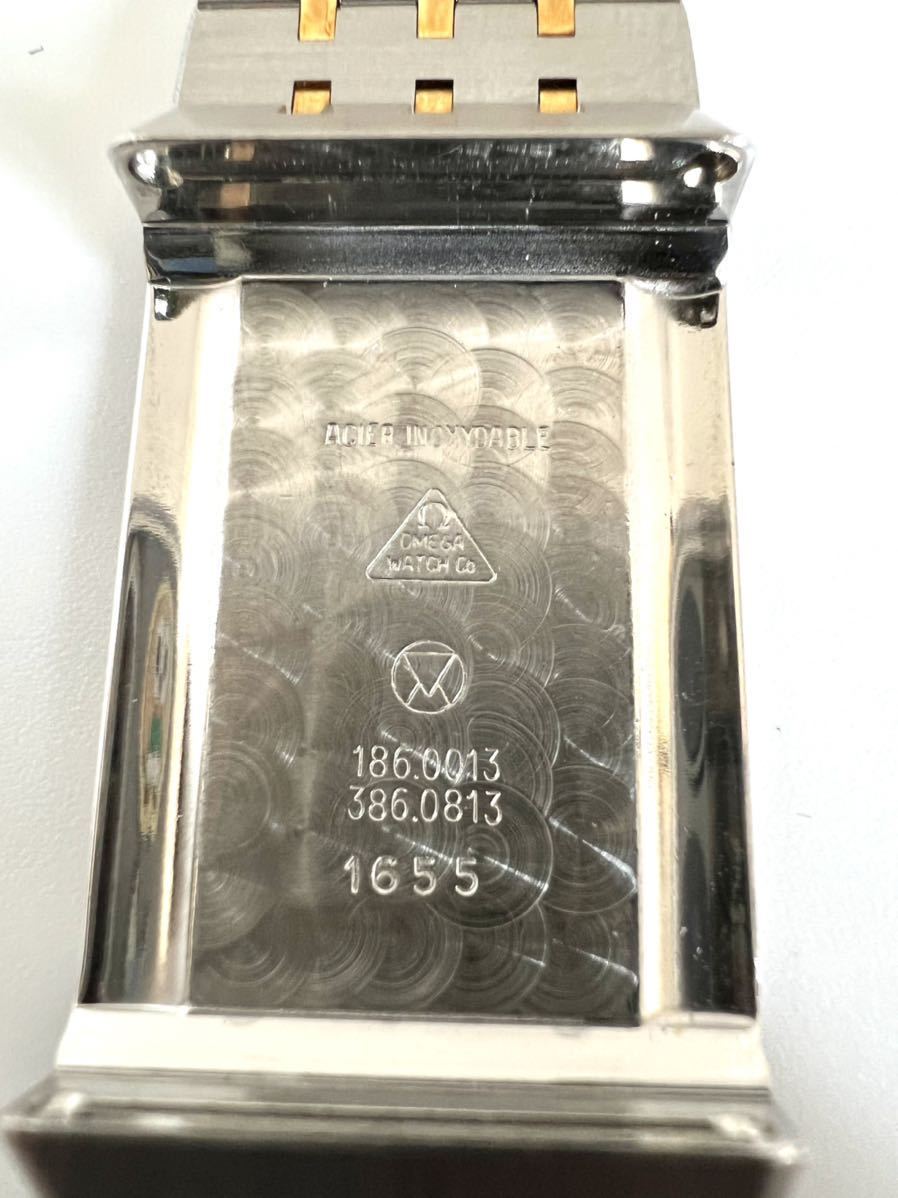 ACIER INOXYDABLE
Ω
OMEGA
WATCH Co
186.0013
386.0813
1655